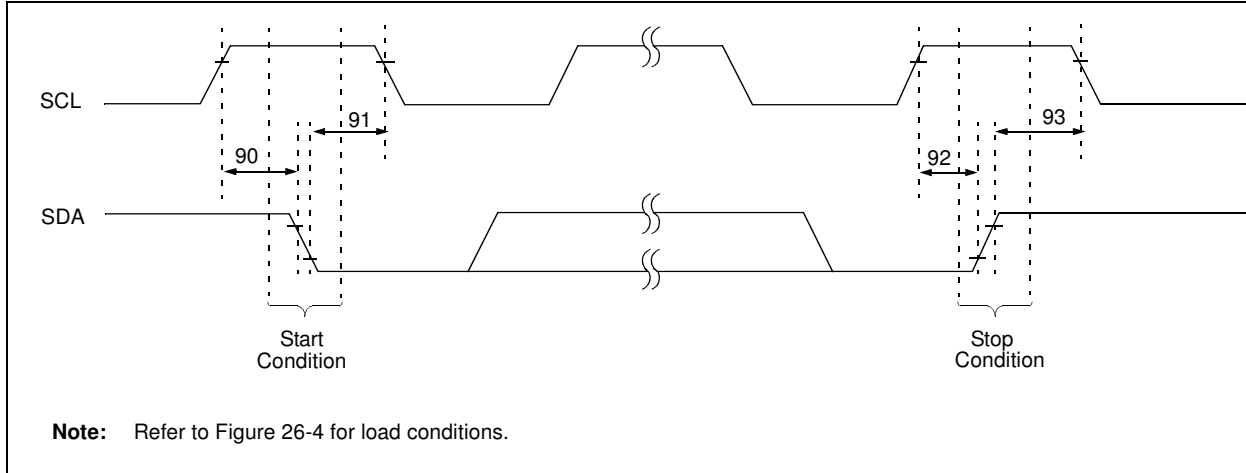 SCL
91
93
90
92
SDA
Start
Condition
Stop
Condition
Note: Refer to Figure 26-4 for load conditions.